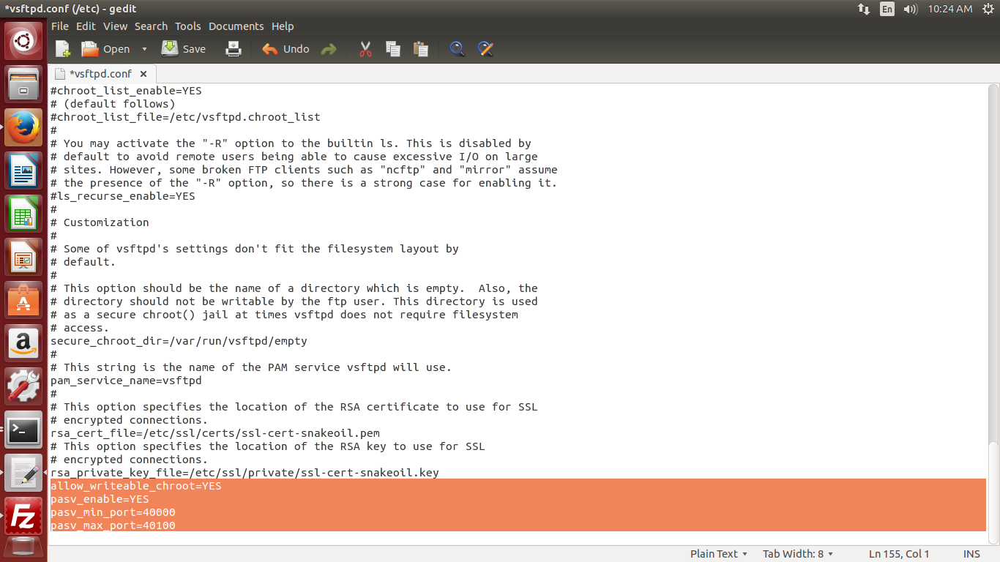 *vsftpd.conf (/etc) - gedit
En
10:24 AM
File Edit View Search Tools Documents Help
Open Save Undo
*vsftpd.conf
#chroot_list_enable=YES
# (default follows)
#chroot_list_file=/etc/vsftpd.chroot_list
#
# You may activate the "-R" option to the builtin ls. This is disabled by
# default to avoid remote users being able to cause excessive I/O on large
# sites. However, some broken FTP clients such as "ncftp" and "mirror" assume
# the presence of the "-R" option, so there is a strong case for enabling it.
#ls_recurse_enable=YES
#
# Customization
#
# Some of vsftpd's settings don't fit the filesystem layout by
# default.
#
# This option should be the name of a directory which is empty.  Also, the
# directory should not be writable by the ftp user. This directory is used
# as a secure chroot() jail at times vsftpd does not require filesystem
# access.
secure_chroot_dir=/var/run/vsftpd/empty
#
# This string is the name of the PAM service vsftpd will use.
pam_service_name=vsftpd
#
# This option specifies the location of the RSA certificate to use for SSL
# encrypted connections.
rsa_cert_file=/etc/ssl/certs/ssl-cert-snakeoil.pem
# This option specifies the location of the RSA key to use for SSL
# encrypted connections.
rsa_private_key_file=/etc/ssl/private/ssl-cert-snakeoil.key
allow_writeable_chroot=YES
pasv_enable=YES
pasv_min_port=40000
pasv_max_port=40100
Plain Text Tab Width: 8 Ln 155, Col 1 INS
A
a
>_
Fz